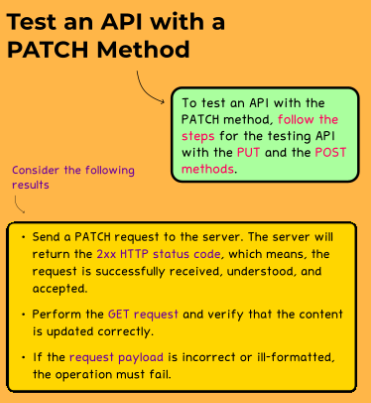 Test an API with a
PATCH Method
To test an API with the
PATCH method, follow the
steps for the testing API
with the PUT and the POST
methods.
Consider the following
results
• Send a PATCH request to the server. The server will
return the 2xx HTTP status code, which means, the
request is successfully received, understood, and
accepted.
• Perform the GET request and verify that the content
is updated correctly.
• If the request payload is incorrect or ill-formatted,
the operation must fail.